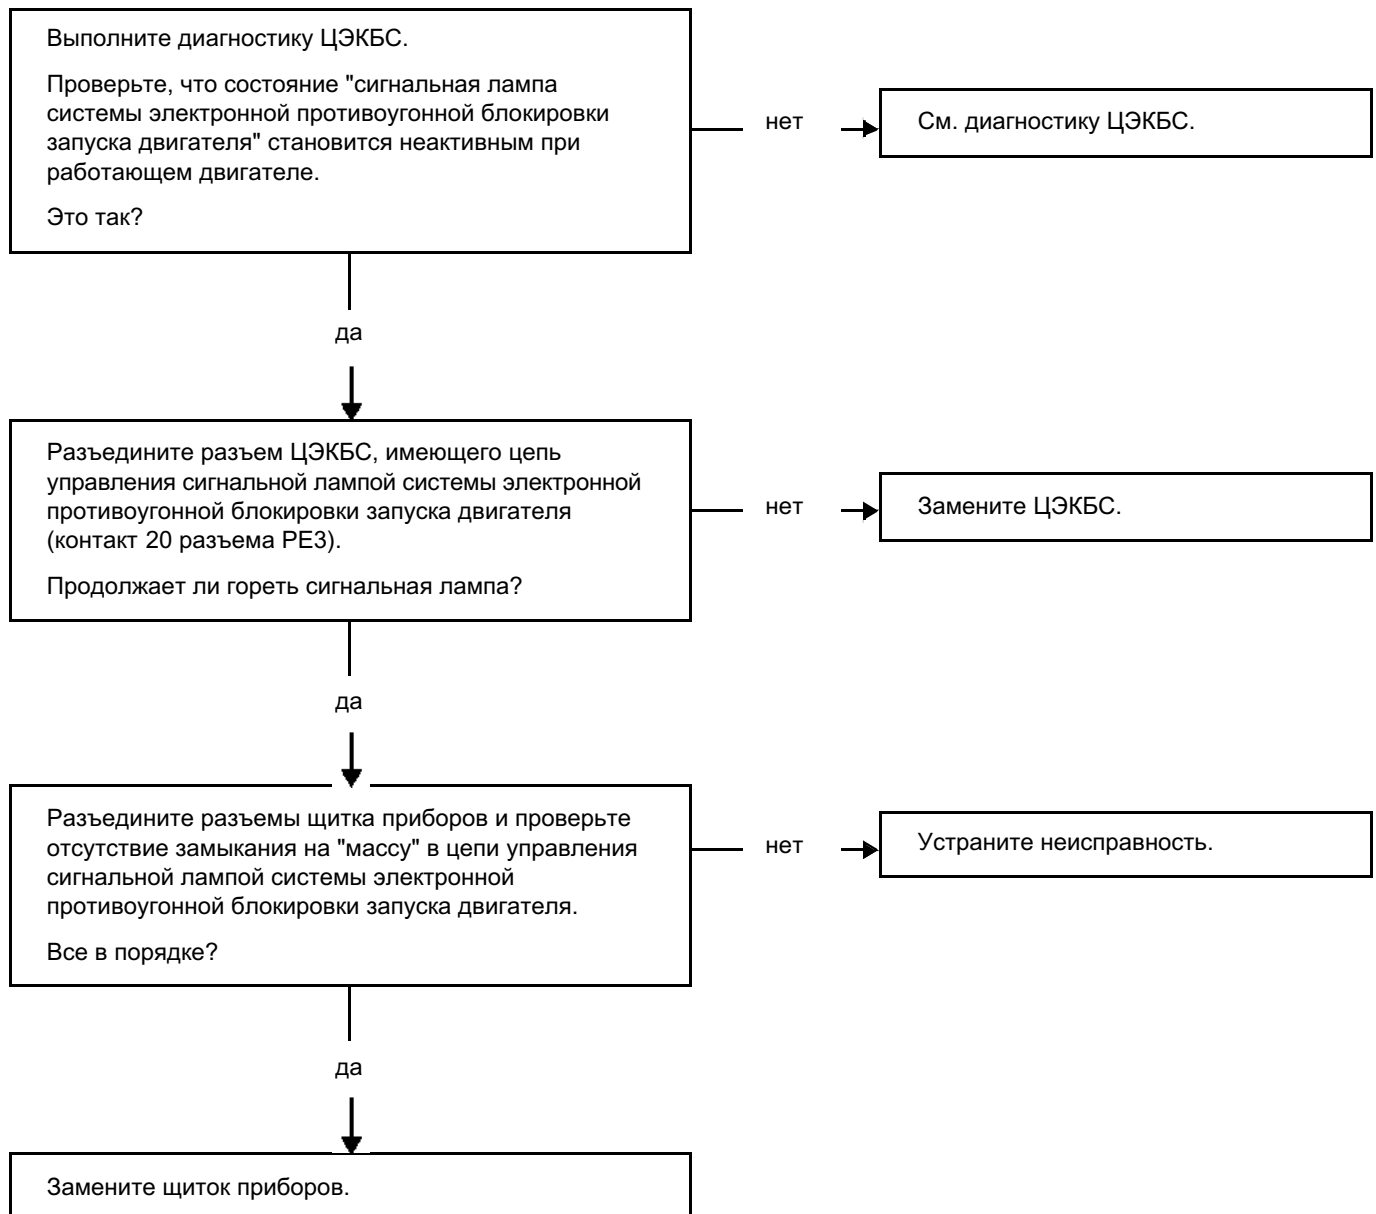 Выполните диагностику ЦЭКБС.
Проверьте, что состояние "сигнальная лампа
системы электронной противоугонной блокировки
запуска двигателя" становится неактивным при
работающем двигателе.
Это так?
нет
См. диагностику ЦЭКБС.
да
Разъедините разъем ЦЭКБС, имеющего цепь
управления сигнальной лампой системы электронной
противоугонной блокировки запуска двигателя
(контакт 20 разъема PE3).
Продолжает ли гореть сигнальная лампа?
нет
Замените ЦЭКБС.
да
Разъедините разъемы щитка приборов и проверьте
отсутствие замыкания на "массу" в цепи управления
сигнальной лампой системы электронной
противоугонной блокировки запуска двигателя.
Все в порядке?
нет
Устраните неисправность.
да
Замените щиток приборов.